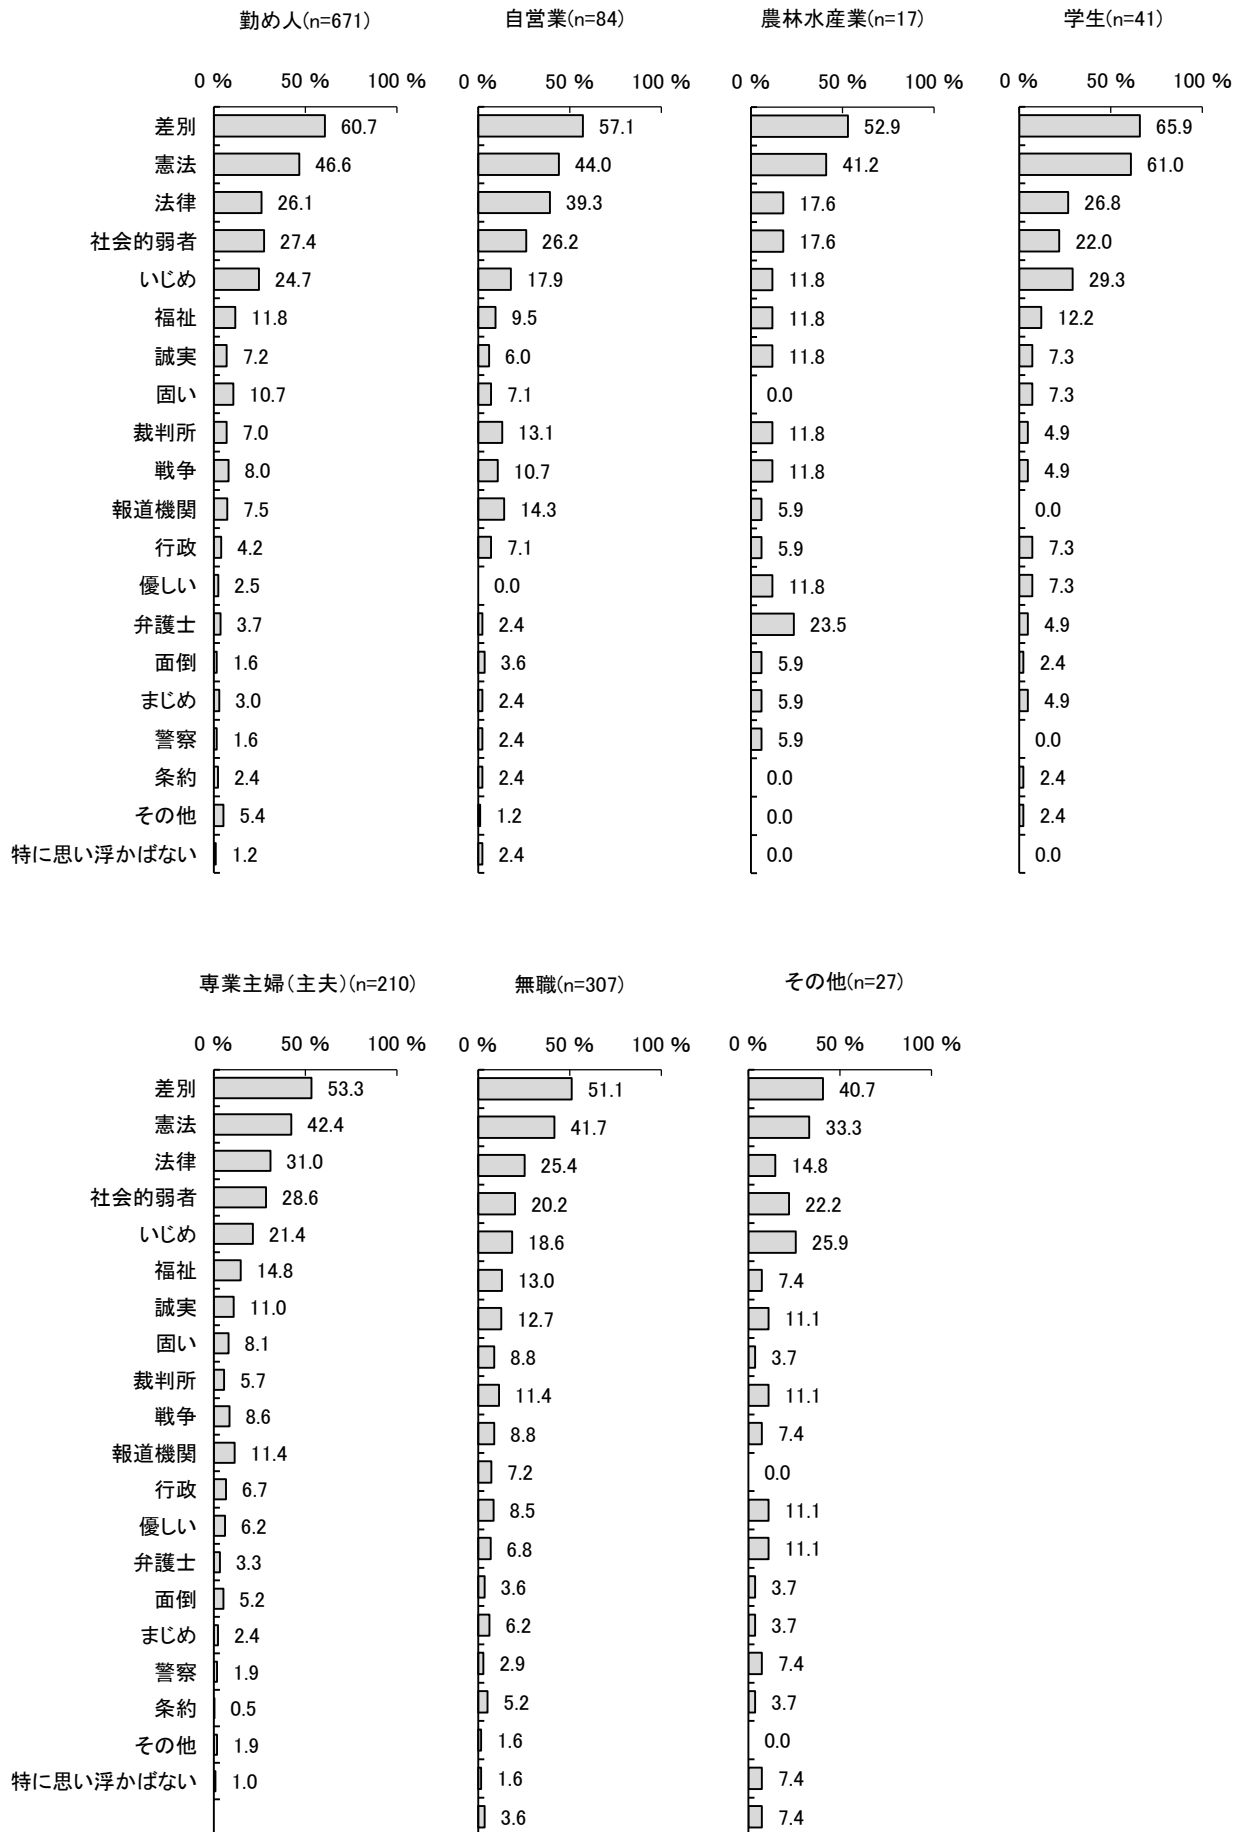 勤め人(n=671) 自営業(n=84) 農林水産業(n=17) 学生(n=41)
0 % 50 % 100 % 0 % 50 % 100 % 0 % 50 % 100 % 0 % 50 % 100 %
差別 60.7 57.1 52.9 65.9
憲法 46.6 44.0 41.2 61.0
法律 26.1 39.3 17.6 26.8
社会的弱者 27.4 26.2 17.6 22.0
いじめ 24.7 17.9 11.8 29.3
福祉 11.8 9.5 11.8 12.2
誠実 7.2 6.0 11.8 7.3
固い 10.7 7.1 0.0 7.3
裁判所 7.0 13.1 11.8 4.9
戦争 8.0 10.7 11.8 4.9
報道機関 7.5 14.3 5.9 0.0
行政 4.2 7.1 5.9 7.3
優しい 2.5 0.0 11.8 7.3
弁護士 3.7 2.4 23.5 4.9
面倒 1.6 3.6 5.9 2.4
まじめ 3.0 2.4 5.9 4.9
警察 1.6 2.4 5.9 0.0
条約 2.4 2.4 0.0 2.4
その他 5.4 1.2 0.0 2.4
特に思い浮かばない 1.2 2.4 0.0 0.0
専業主婦(主夫)(n=210) 無職(n=307) その他(n=27)
0 % 50 % 100 % 0 % 50 % 100 % 0 % 50 % 100 %
差別 53.3 51.1 40.7
憲法 42.4 41.7 33.3
法律 31.0 25.4 14.8
社会的弱者 28.6 20.2 22.2
いじめ 21.4 18.6 25.9
福祉 14.8 13.0 7.4
誠実 11.0 12.7 11.1
固い 8.1 8.8 3.7
裁判所 5.7 11.4 11.1
戦争 8.6 8.8 7.4
報道機関 11.4 7.2 0.0
行政 6.7 8.5 11.1
優しい 6.2 6.8 11.1
弁護士 3.3 3.6 3.7
面倒 5.2 6.2 3.7
まじめ 2.4 2.9 7.4
警察 1.9 5.2 3.7
条約 0.5 1.6 0.0
その他 1.9 1.6 7.4
特に思い浮かばない 1.0 3.6 7.4